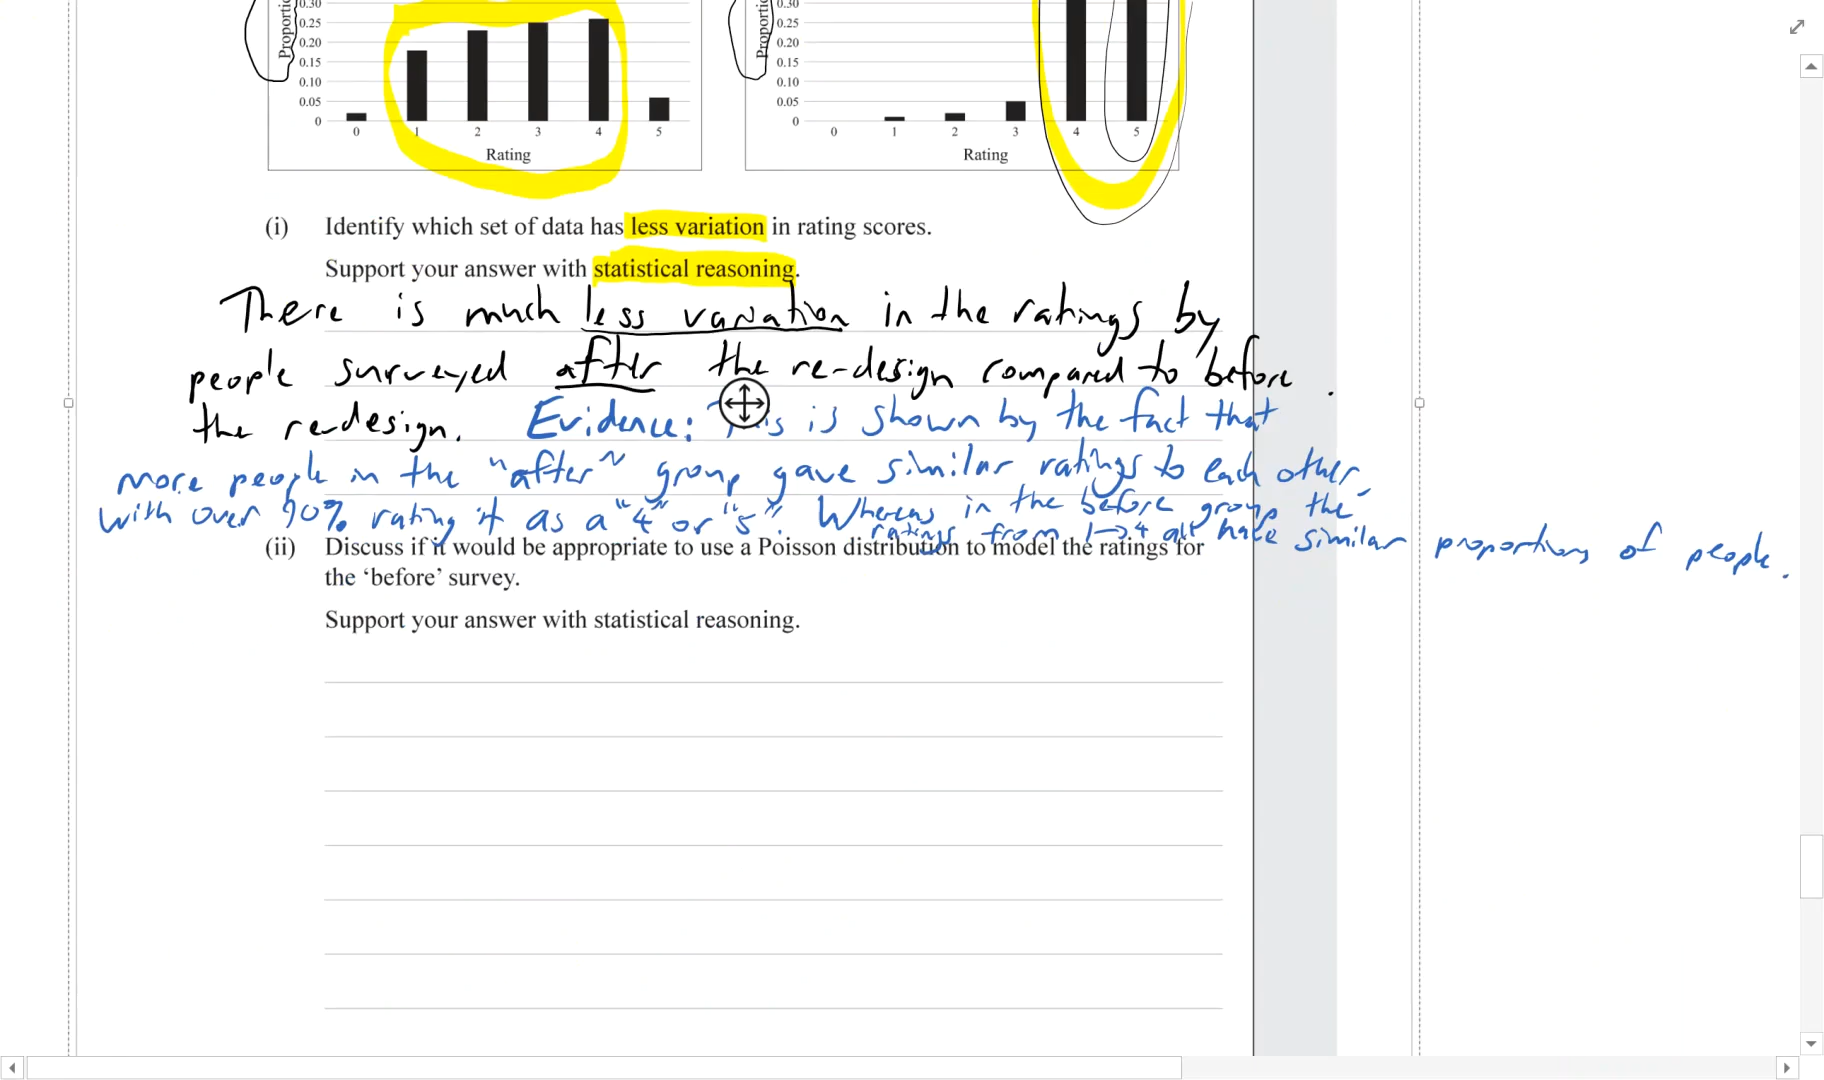 Proportio
0.30
0.25
0.20
0.15
0.10
0.05
0
0 1 2 3 4 5
Rating
Proportio
0.30
0.25
0.20
0.15
0.10
0.05
0
0 1 2 3 4 5
Rating
(i) Identify which set of data has less variation in rating scores.
Support your answer with statistical reasoning.
There is much less variation in the ratings by
people surveyed after the re-design compared to before
the redesign. Evidence: This is shown by the fact that
more people in the "after" group gave similar ratings to each other,
with over 90% rating it as a "4" or "5". Whereas in the before group the
ratings from 1→4 all have similar proportions of people.
(ii) Discuss if it would be appropriate to use a Poisson distribution to model the ratings for
the ‘before’ survey.
Support your answer with statistical reasoning.